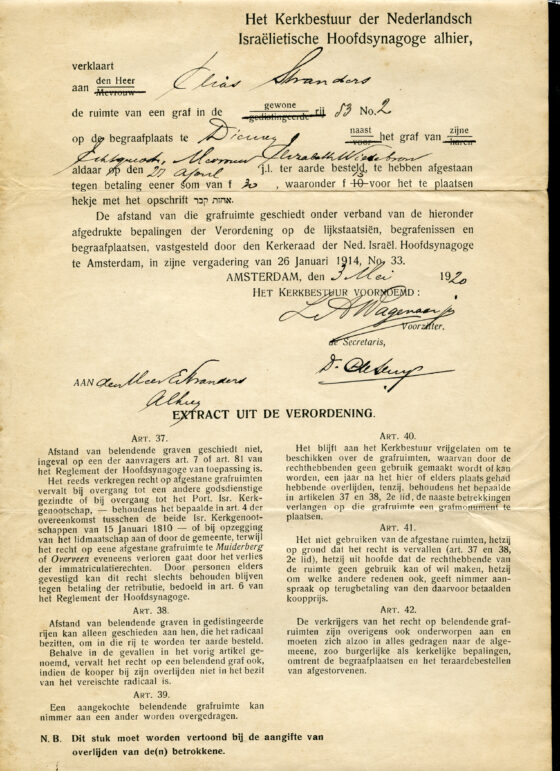 Het Kerkbestuur der Nederlandsch
Israëlietische Hoofdsynagoge alhier,
verklaart
aan den Heer Mevrouw Elias Stranders
de ruimte van een graf in de gewone gedistingeerde rij 83 No. 2
op de begraafplaats te Diemen naast voor het graf van zijne haren
Echtgenoote, Mevrouw Elizabeth
aldaar op den 27 April j.l. ter aarde besteld, te hebben afgestaan
tegen betaling eener som van f 30, waaronder f 10 15 voor het te plaatsen
hekje met het opschrift אחות קבר.
De afstand van die grafruimte geschiedt onder verband van de hieronder
afgedrukte bepalingen der Verordening op de lijkstaatsiën, begrafenissen en
begraafplaatsen, vastgesteld door den Kerkeraad der Ned. Israël. Hoofdsynagoge
te Amsterdam, in zijne vergadering van 26 Januari 1914, No. 33.
AMSTERDAM, den 3 Mei 1920
HET KERKBESTUUR VOORNOEMD:
Wagenaar
Voorzitter.
de Secretaris,
AAN den Heer E Stranders
Alhier
EXTRACT UIT DE VERORDENING.
ART. 37.
Afstand van belendende graven geschiedt niet,
ingeval op een der aanvragers art. 7 of art. 81 van
het Reglement der Hoofdsynagoge van toepassing is.
Het reeds verkregen recht op afgestane grafruimten
vervalt bij overgang tot een andere godsdienstige
gezindte of bij overgang tot het Port. Isr. Kerk-
genootschap, — behoudens het bepaalde in art. 4 der
overeenkomst tusschen de beide Isr. Kerkgenoot-
schappen van 15 Januari 1810 — of bij opzegging
van het lidmaatschap aan of door de gemeente, terwijl
het recht op eene afgestane grafruimte te Muiderberg
of Overveen eveneens verloren gaat door het verlies
der immatriculatierechten. Door personen elders
gevestigd kan dit recht slechts behouden blijven
tegen betaling der retributie, bedoeld in art. 6 van
het Reglement der Hoofdsynagoge.
ART. 38.
Afstand van belendende graven in gedistingeerde
rijen kan alleen geschieden aan hen, die het radicaal
bezitten, om in die rij te worden ter aarde besteld.
Behalve in de gevallen in het vorig artikel ge-
noemd, vervalt het recht op een belendend graf ook,
indien de kooper bij zijn overlijden niet in het bezit
van het vereischte radicaal is.
ART. 39.
Een aangekochte belendende grafruimte kan
nimmer aan een ander worden overgedragen.
ART. 40.
Het blijft aan het Kerkbestuur vrijgelaten om te
beschikken over de grafruimten, waarvan door de
rechthebbenden geen gebruik gemaakt wordt of kan
worden, een jaar na het hier of elders plaats gehad
hebbende overlijden, tenzij, behoudens het bepaalde
in artikelen 37 en 38, 2e lid, de naaste betrekkingen
verlangen op die grafruimte een grafmonument te
plaatsen.
ART. 41.
Het niet gebruiken van de afgestane ruimten, hetzij
op grond dat het recht is vervallen (art. 37 en 38,
2e lid), hetzij uit hoofde dat de rechthebbende van
de ruimte geen gebruik kan of wil maken, hetzij
om welke andere redenen ook, geeft nimmer aan-
spraak op terugbetaling van den daarvoor betaalden
koopprijs.
ART. 42.
De verkrijgers van het recht op belendende graf-
ruimten zijn overigens ook onderworpen aan en
moeten zich alzoo in alles gedragen naar de alge-
meene, zoo burgerlijke als kerkelijke bepalingen,
omtrent de begraafplaatsen en het teraardebestellen
van afgestorvenen.
N. B. Dit stuk moet worden vertoond bij de aangifte van
overlijden van de(n) betrokkene.